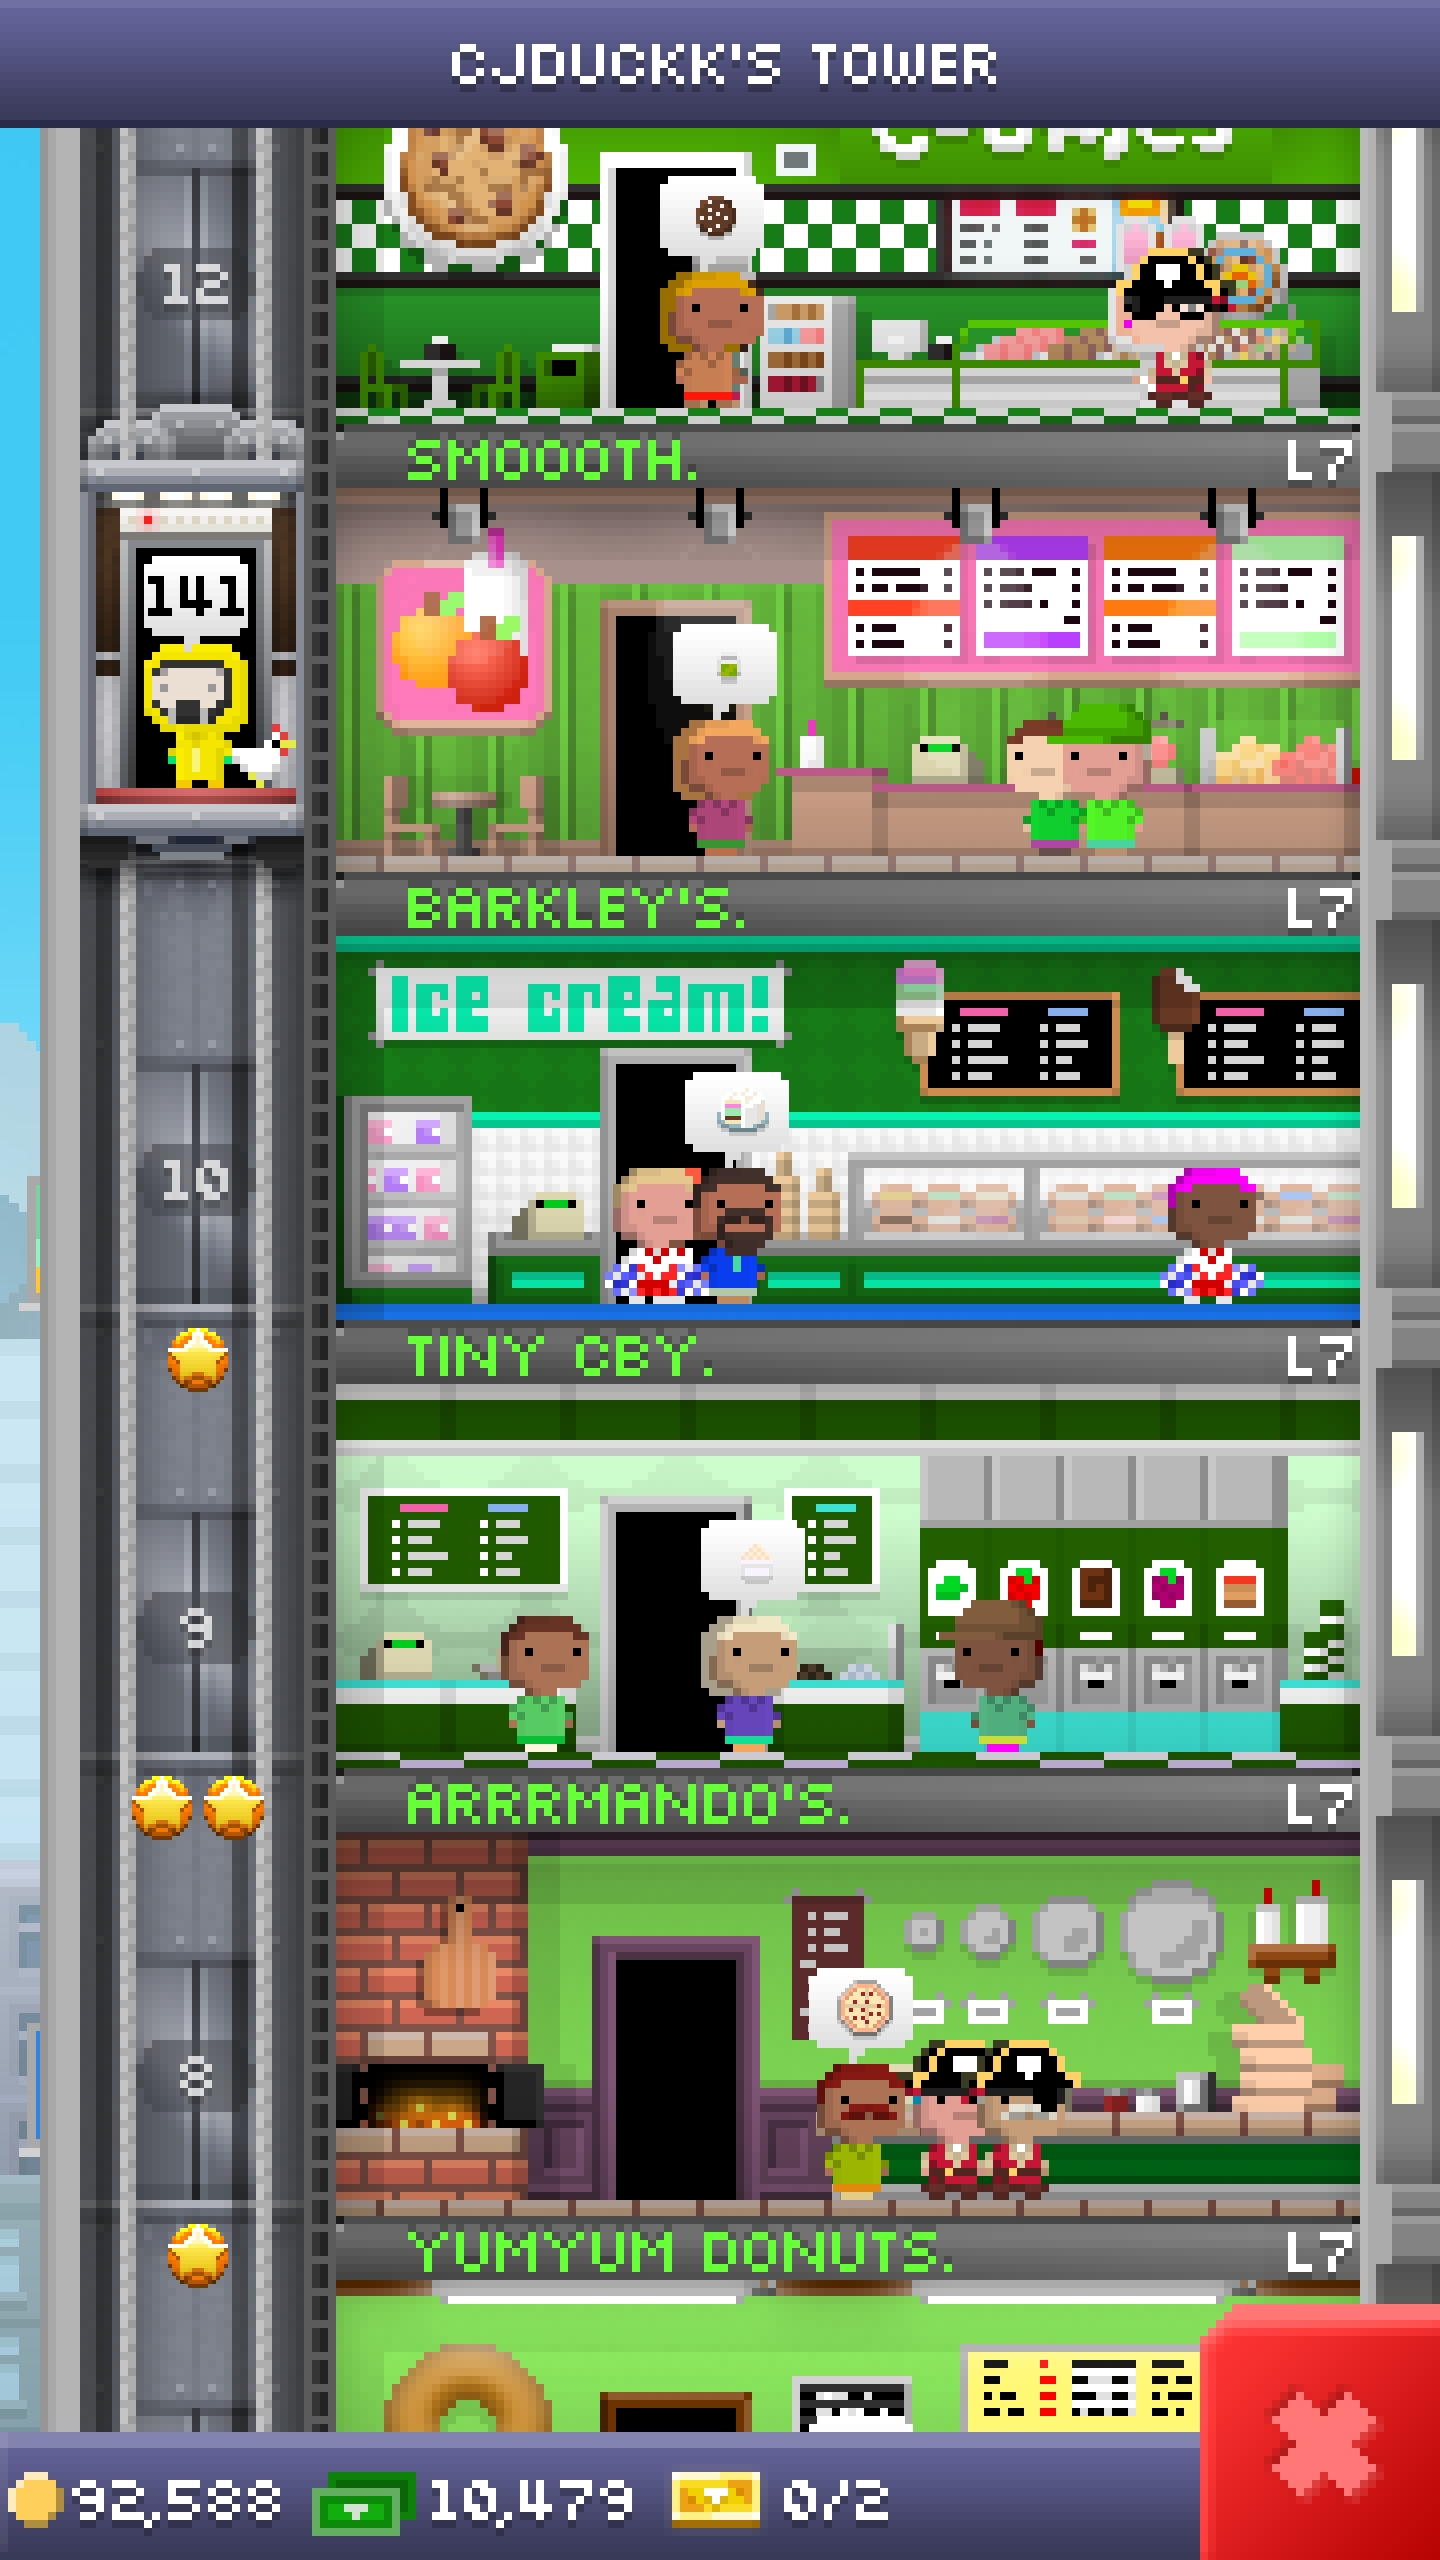 CJDUCKK'S TOWER
12
SMOOOTH. L7
141
BARKLEY'S. L7
Ice cream!
10
TINY CBY. L7
9
ARRRMANDO'S. L7
8
YUMYUM DONUTS. L7
92,588 10,479 0/2